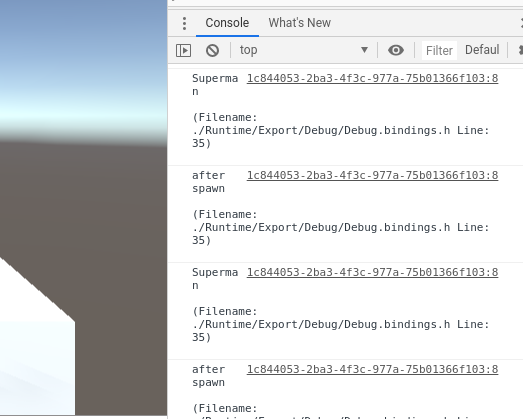 Console What's New
top Filter Defaul
Superma 1c844053-2ba3-4f3c-977a-75b01366f103:8
n
(Filename:
./Runtime/Export/Debug/Debug.bindings.h Line:
35)
after 1c844053-2ba3-4f3c-977a-75b01366f103:8
spawn
(Filename:
./Runtime/Export/Debug/Debug.bindings.h Line:
35)
Superma 1c844053-2ba3-4f3c-977a-75b01366f103:8
n
(Filename:
./Runtime/Export/Debug/Debug.bindings.h Line:
35)
after 1c844053-2ba3-4f3c-977a-75b01366f103:8
spawn
(Filename: